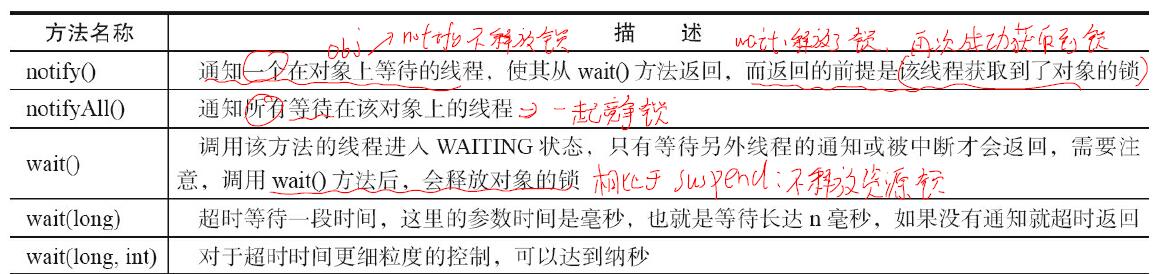 方法名称 描 述
obj → notify不释放锁 wait:释放了锁、再次成功获取到锁
notify() 通知一个在对象上等待的线程，使其从 wait() 方法返回，而返回的前提是该线程获取到了对象的锁
notifyAll() 通知所有等待在该对象上的线程 → 一起竞争锁
wait() 调用该方法的线程进入 WAITING 状态，只有等待另外线程的通知或被中断才会返回，需要注
意，调用 wait() 方法后，会释放对象的锁 相比于 suspend:不释放资源锁
wait(long) 超时等待一段时间，这里的参数时间是毫秒，也就是等待长达 n 毫秒，如果没有通知就超时返回
wait(long, int) 对于超时时间更细粒度的控制，可以达到纳秒